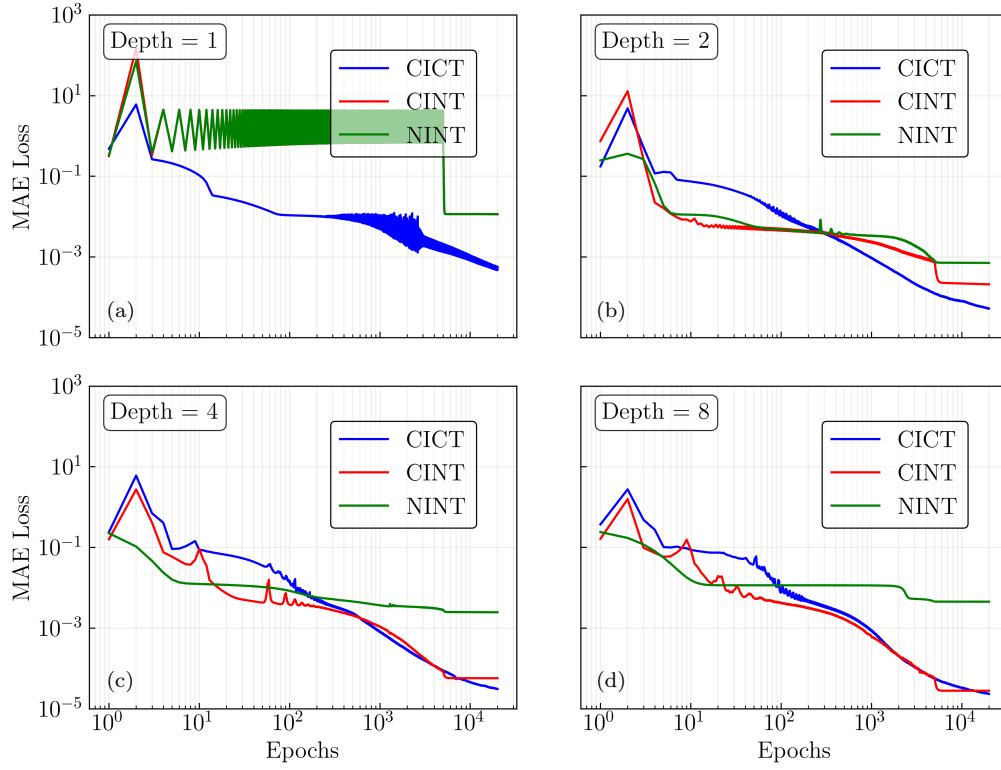 Depth = 1
CICT
CINT
NINT
(a)
MAE Loss
10^3
10^1
10^{-1}
10^{-3}
10^{-5}
Depth = 2
CICT
CINT
NINT
(b)
Depth = 4
CICT
CINT
NINT
(c)
MAE Loss
10^3
10^1
10^{-1}
10^{-3}
10^{-5}
10^0 10^1 10^2 10^3 10^4
Epochs
Depth = 8
CICT
CINT
NINT
(d)
10^0 10^1 10^2 10^3 10^4
Epochs